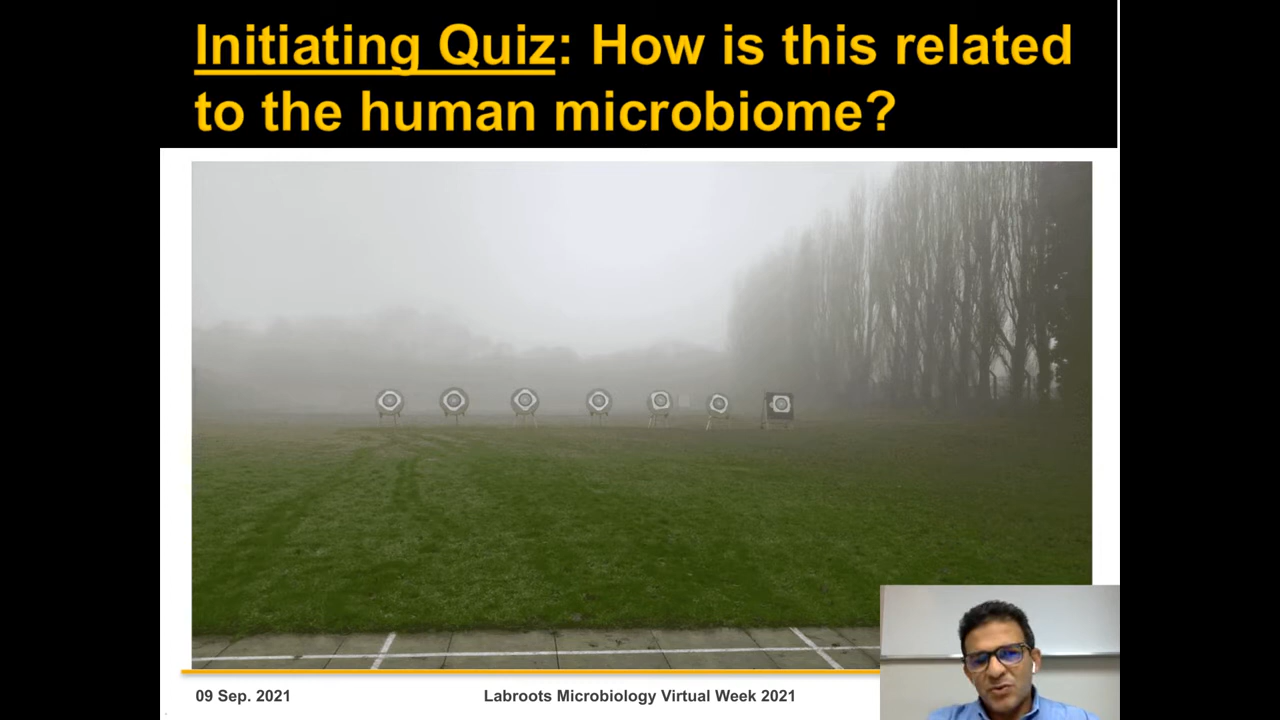 Initiating Quiz: How is this related
to the human microbiome?
09 Sep. 2021
Labroots Microbiology Virtual Week 2021